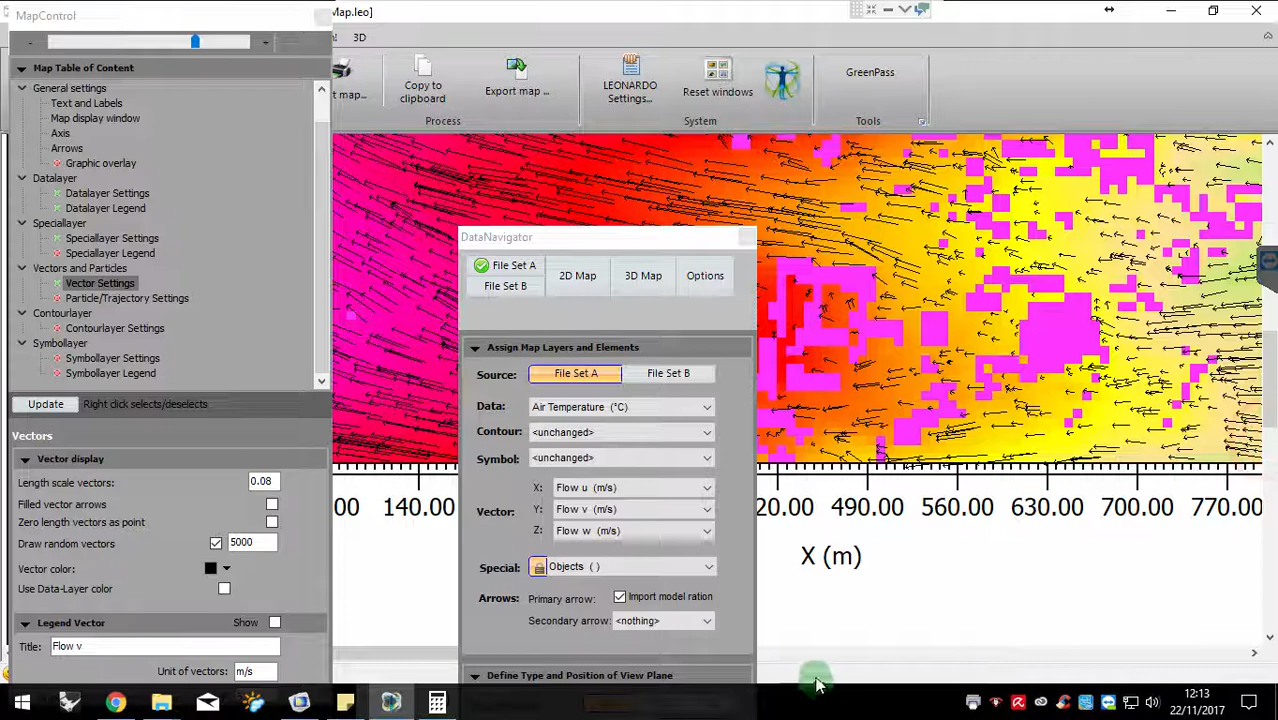 MapControl
Map.leo]
-
-
3D
Map Table of Content
General settings
Text and Labels
Map display window
Axis
Arrows
Graphic overlay
Datalayer
Datalayer Settings
Datalayer Legend
Speciallayer
Speciallayer Settings
Speciallayer Legend
Vectors and Particles
Vector Settings
Particle/Trajectory Settings
Contourlayer
Contourlayer Settings
Symbollayer
Symbollayer Settings
Symbollayer Legend
Update
Right click selects/deselects
Vectors
Vector display
Length scale vectors:
0.08
Filled vector arrows
Zero length vectors as point
Draw random vectors
5000
Vector color:
Use Data-Layer color
Legend Vector
Show
Title:
Flow v
Unit of vectors:
m/s
nt map...
Copy to
clipboard
Export map ...
Process
LEONARDO
Settings...
Reset windows
System
GreenPass
Tools
DataNavigator
File Set A
File Set B
2D Map
3D Map
Options
Assign Map Layers and Elements
Source:
File Set A
File Set B
Data:
Air Temperature (°C)
Contour:
<unchanged>
Symbol:
<unchanged>
Vector:
X:
Flow u (m/s)
Y:
Flow v (m/s)
Z:
Flow w (m/s)
Special:
Objects ( )
Arrows:
Primary arrow:
Import model ration
Secondary arrow:
<nothing>
Define Type and Position of View Plane
00
140.00
20.00
490.00
560.00
630.00
700.00
770.00
X (m)
12:13
22/11/2017